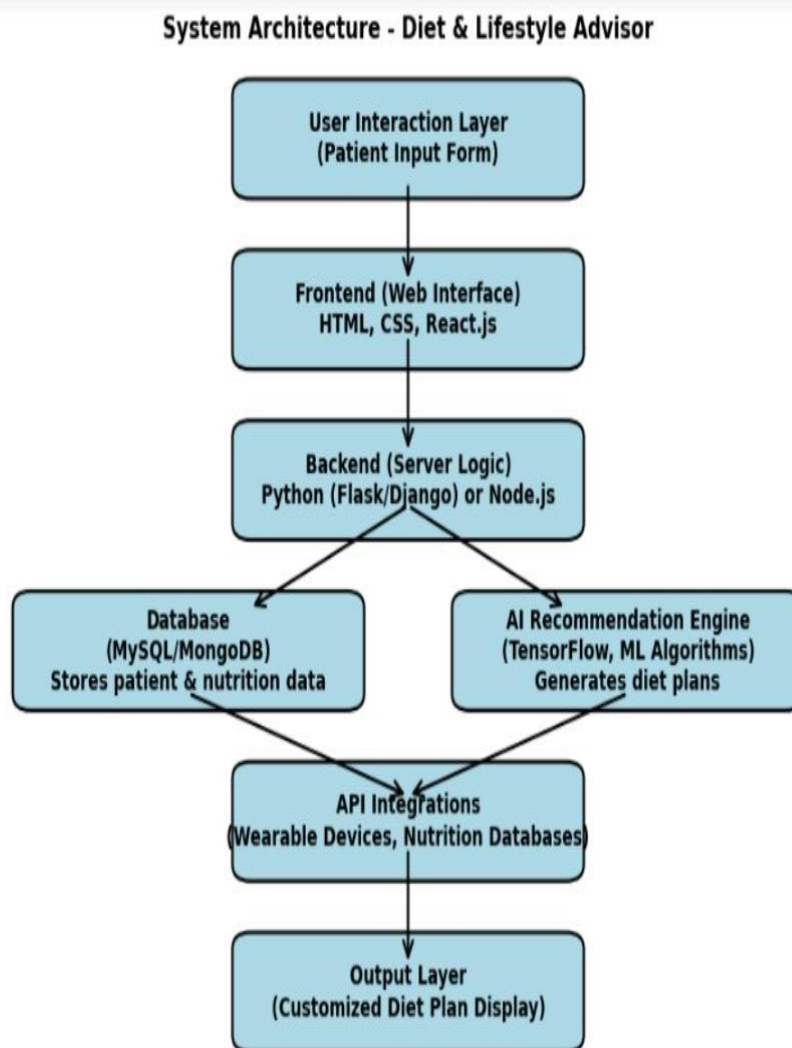 System Architecture - Diet & Lifestyle Advisor
User Interaction Layer
(Patient Input Form)
Frontend (Web Interface)
HTML, CSS, React.js
Backend (Server Logic)
Python (Flask/Django) or Node.js
Database
(MySQL/MongoDB)
Stores patient & nutrition data
AI Recommendation Engine
(TensorFlow, ML Algorithms)
Generates diet plans
API Integrations
(Wearable Devices, Nutrition Databases)
Output Layer
(Customized Diet Plan Display)